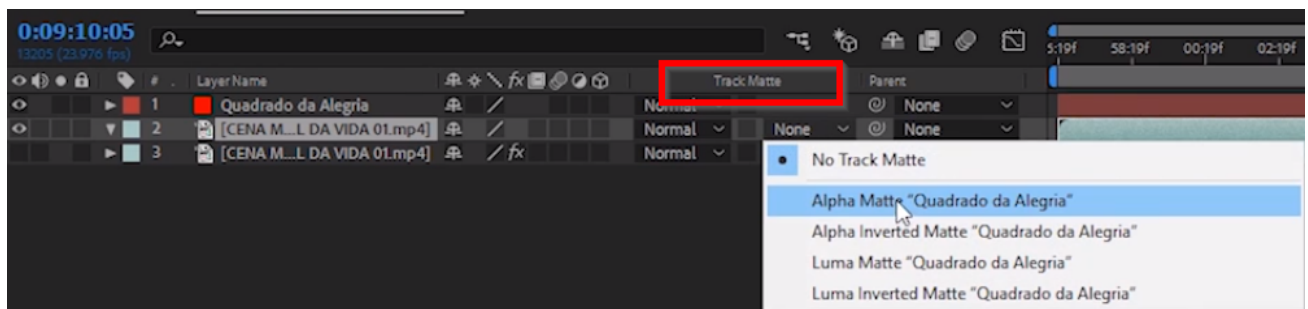 0:09:10:05
13205 (23.976 fps)
5:19f 58:19f 00:19f 02:19f
# . Layer Name fx Track Matte Parent
1 Quadrado da Alegria Normal None
2 [CENA M...L DA VIDA 01.mp4] Normal None None
3 [CENA M...L DA VIDA 01.mp4] fx Normal
No Track Matte
Alpha Matte "Quadrado da Alegria"
Alpha Inverted Matte "Quadrado da Alegria"
Luma Matte "Quadrado da Alegria"
Luma Inverted Matte "Quadrado da Alegria"